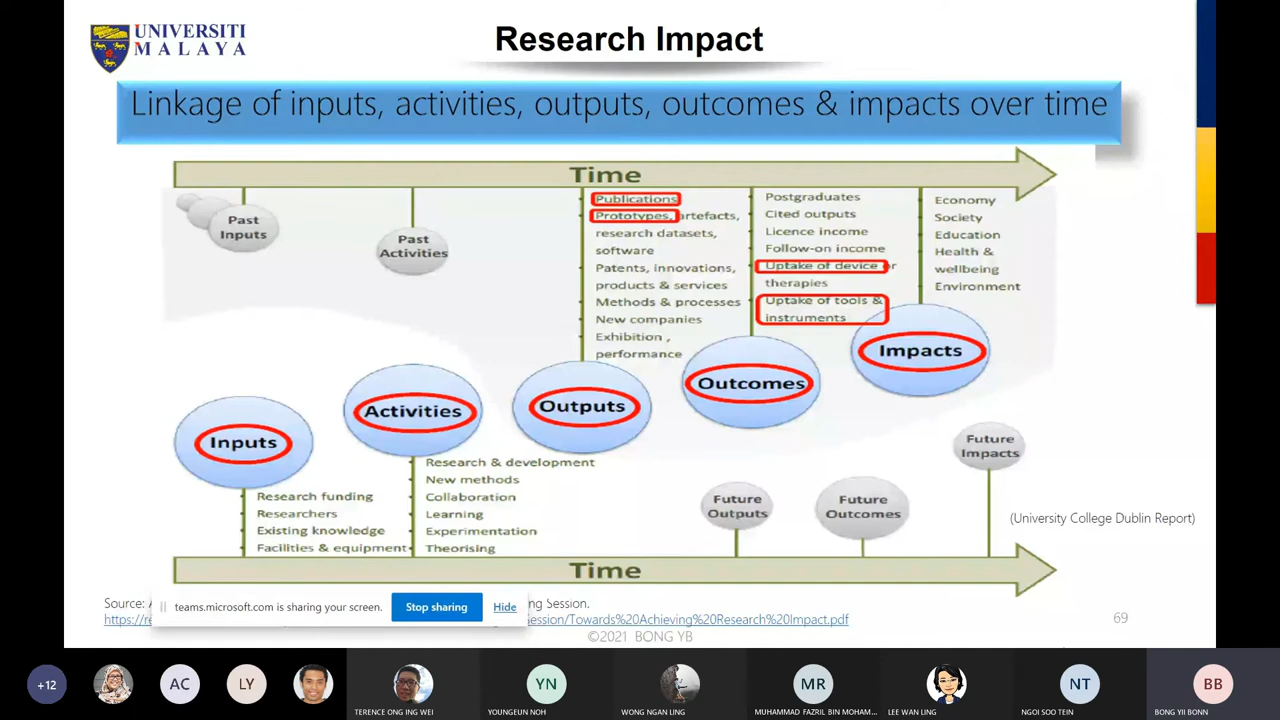 UNIVERSITI
MALAYA
Research Impact
Linkage of inputs, activities, outputs, outcomes & impacts over time
Time
Past
Inputs
Past
Activities
Publications
Prototypes, artefacts,
research datasets,
software
Patents, innovations,
products & services
Methods & processes
New companies
Exhibition ,
performance
Postgraduates
Cited outputs
Licence income
Follow-on income
Uptake of device or
therapies
Uptake of tools &
instruments
Economy
Society
Education
Health &
wellbeing
Environment
Inputs
Activities
Outputs
Outcomes
Impacts
Research funding
Researchers
Existing knowledge
Facilities & equipment
Research & development
New methods
Collaboration
Learning
Experimentation
Theorising
Future
Outputs
Future
Outcomes
Future
Impacts
(University College Dublin Report)
Time
Source: ng Session.
teams.microsoft.com is sharing your screen. Stop sharing Hide
https://re Session/Towards%20Achieving%20Research%20Impact.pdf
©2021 BONG YB
69
+12
AC
LY
TERENCE ONG ING WEI
YN
YOUNGEUN NOH
WONG NGAN LING
MR
MUHAMMAD FAZRIL BIN MOHAM...
LEE WAN LING
NT
NGOI SOO TEIN
BB
BONG YII BONN